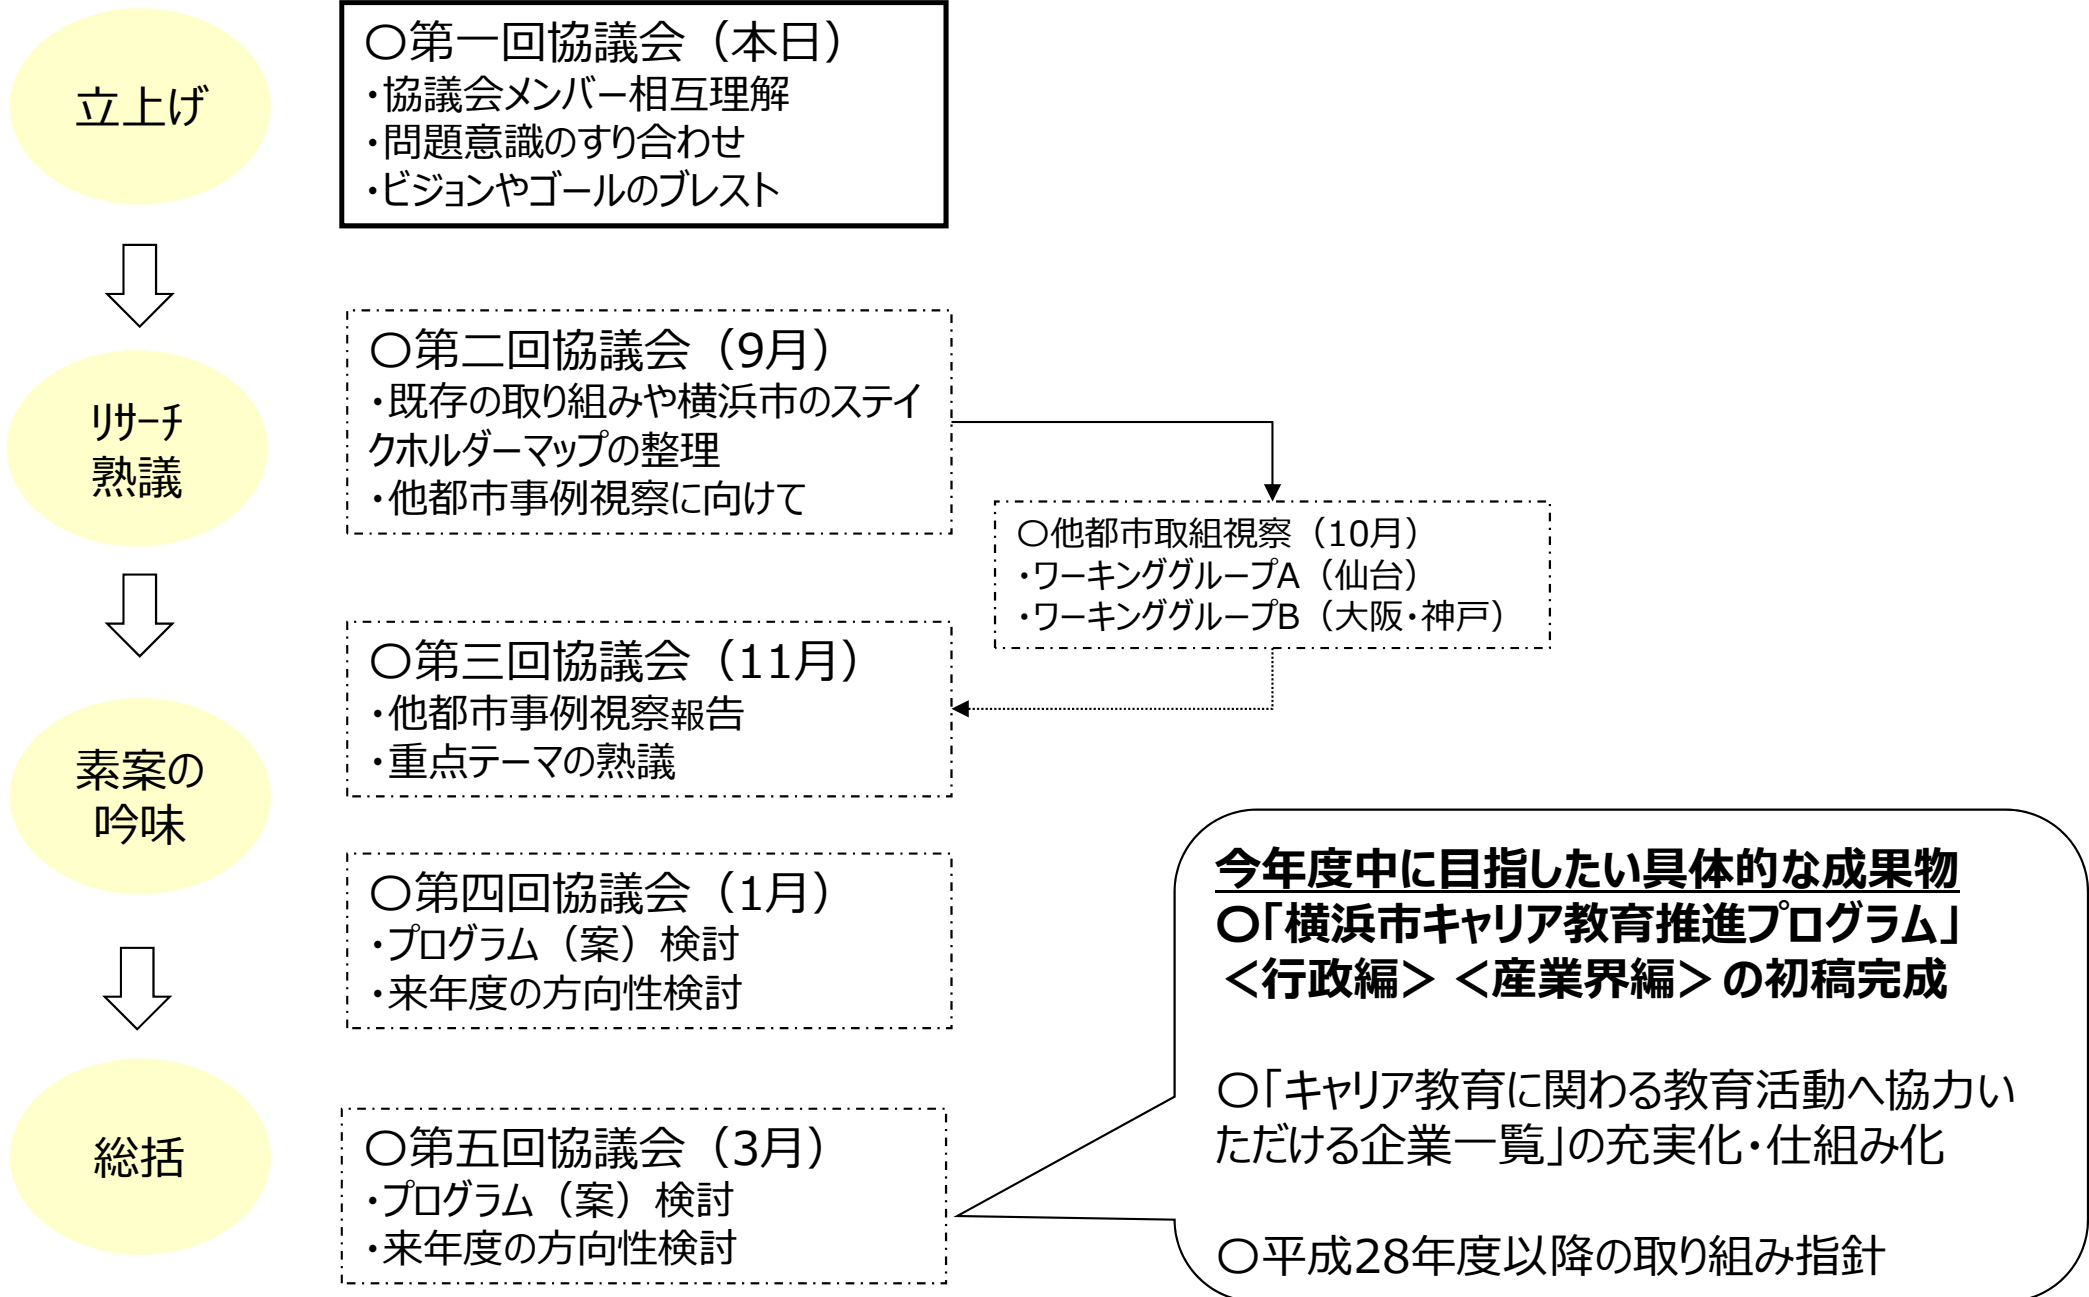 立上げ
〇第一回協議会（本日）
・協議会メンバー相互理解
・問題意識のすり合わせ
・ビジョンやゴールのブレスト
ﾘｻｰﾁ
熟議
〇第二回協議会（9月）
・既存の取り組みや横浜市のステイ
クホルダーマップの整理
・他都市事例視察に向けて
〇他都市取組視察（10月）
・ワーキンググループA（仙台）
・ワーキンググループB（大阪・神戸）
〇第三回協議会（11月）
・他都市事例視察報告
・重点テーマの熟議
素案の
吟味
〇第四回協議会（1月）
・プログラム（案）検討
・来年度の方向性検討
総括
〇第五回協議会（3月）
・プログラム（案）検討
・来年度の方向性検討
今年度中に目指したい具体的な成果物
〇「横浜市キャリア教育推進プログラム」
＜行政編＞＜産業界編＞の初稿完成
〇「キャリア教育に関わる教育活動へ協力い
ただける企業一覧」の充実化・仕組み化
〇平成28年度以降の取り組み指針